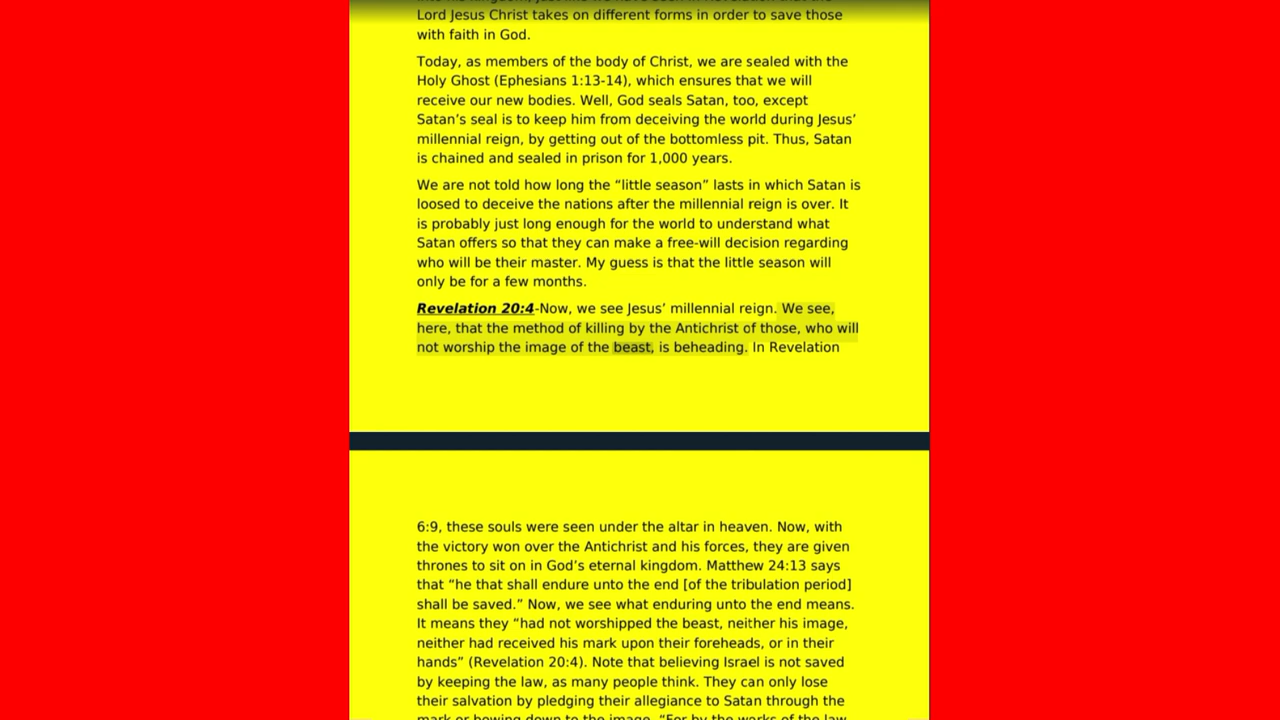 Lord Jesus Christ takes on different forms in order to save those
with faith in God.
Today, as members of the body of Christ, we are sealed with the
Holy Ghost (Ephesians 1:13-14), which ensures that we will
receive our new bodies. Well, God seals Satan, too, except
Satan’s seal is to keep him from deceiving the world during Jesus’
millennial reign, by getting out of the bottomless pit. Thus, Satan
is chained and sealed in prison for 1,000 years.
We are not told how long the “little season” lasts in which Satan is
loosed to deceive the nations after the millennial reign is over. It
is probably just long enough for the world to understand what
Satan offers so that they can make a free-will decision regarding
who will be their master. My guess is that the little season will
only be for a few months.
Revelation 20:4-Now, we see Jesus’ millennial reign. We see,
here, that the method of killing by the Antichrist of those, who will
not worship the image of the beast, is beheading. In Revelation
6:9, these souls were seen under the altar in heaven. Now, with
the victory won over the Antichrist and his forces, they are given
thrones to sit on in God’s eternal kingdom. Matthew 24:13 says
that “he that shall endure unto the end [of the tribulation period]
shall be saved.” Now, we see what enduring unto the end means.
It means they “had not worshipped the beast, neither his image,
neither had received his mark upon their foreheads, or in their
hands” (Revelation 20:4). Note that believing Israel is not saved
by keeping the law, as many people think. They can only lose
their salvation by pledging their allegiance to Satan through the
mark or bowing down to the image. “For by the works of the law